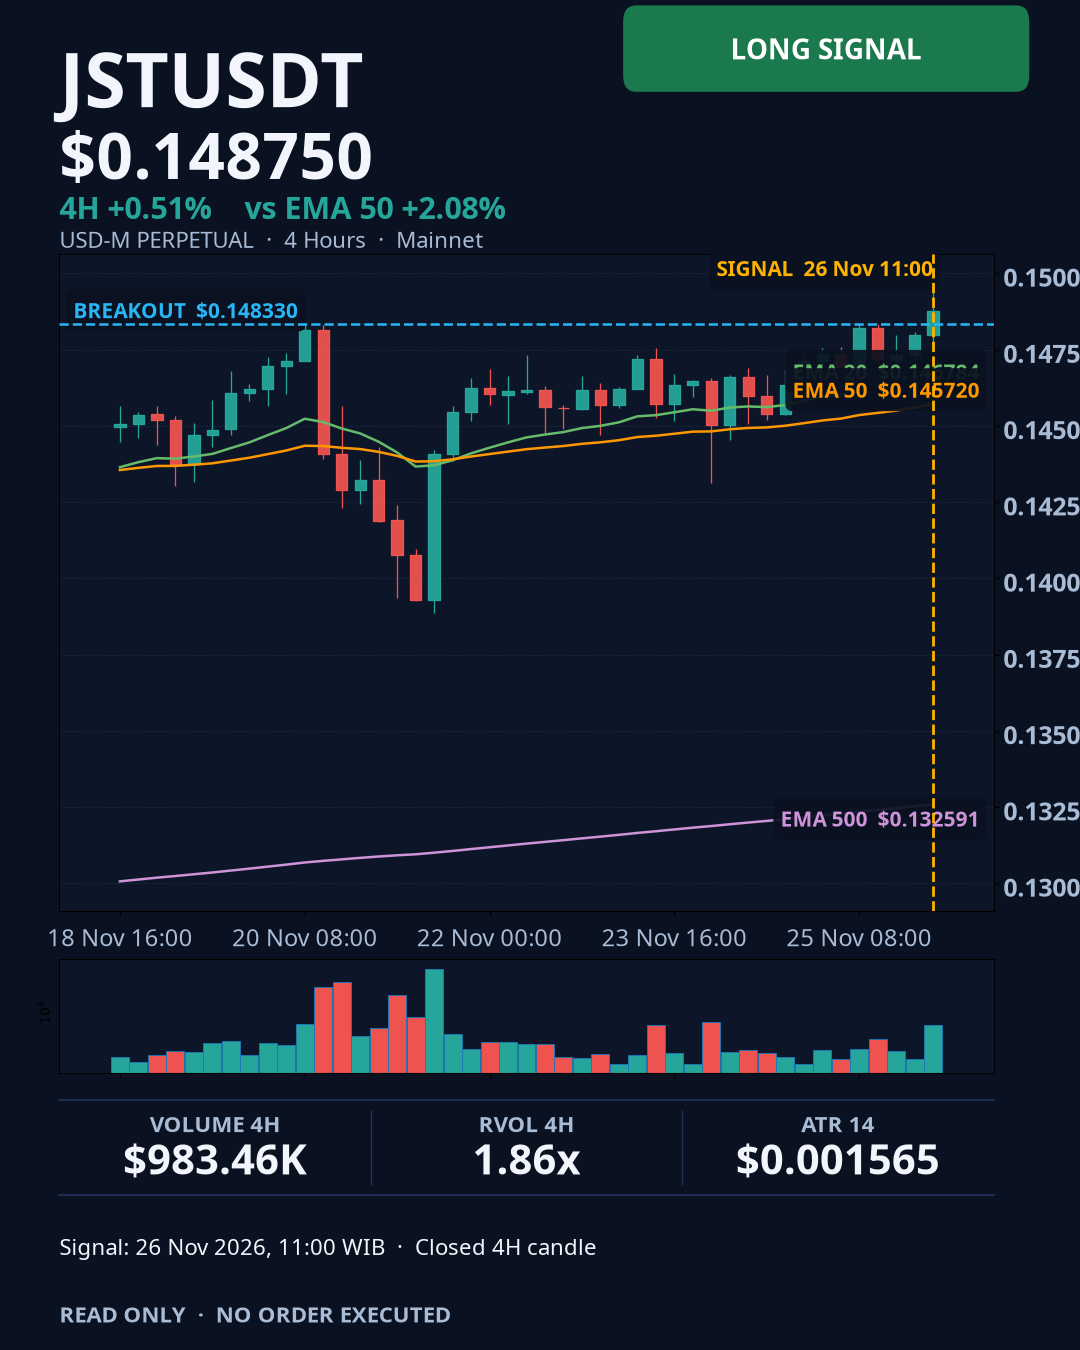 LONG SIGNAL
JSTUSDT
$0.148750
4H +0.51% vs EMA 50 +2.08%
USD-M PERPETUAL · 4 Hours · Mainnet
SIGNAL 26 Nov 11:00
BREAKOUT $0.148330
EMA 20
EMA 50 $0.145720
EMA 500 $0.132591
0.1500
0.1475
0.1450
0.1425
0.1400
0.1375
0.1350
0.1325
0.1300
18 Nov 16:00 20 Nov 08:00 22 Nov 00:00 23 Nov 16:00 25 Nov 08:00
10⁶
VOLUME 4H RVOL 4H ATR 14
$983.46K 1.86x $0.001565
Signal: 26 Nov 2026, 11:00 WIB · Closed 4H candle
READ ONLY · NO ORDER EXECUTED